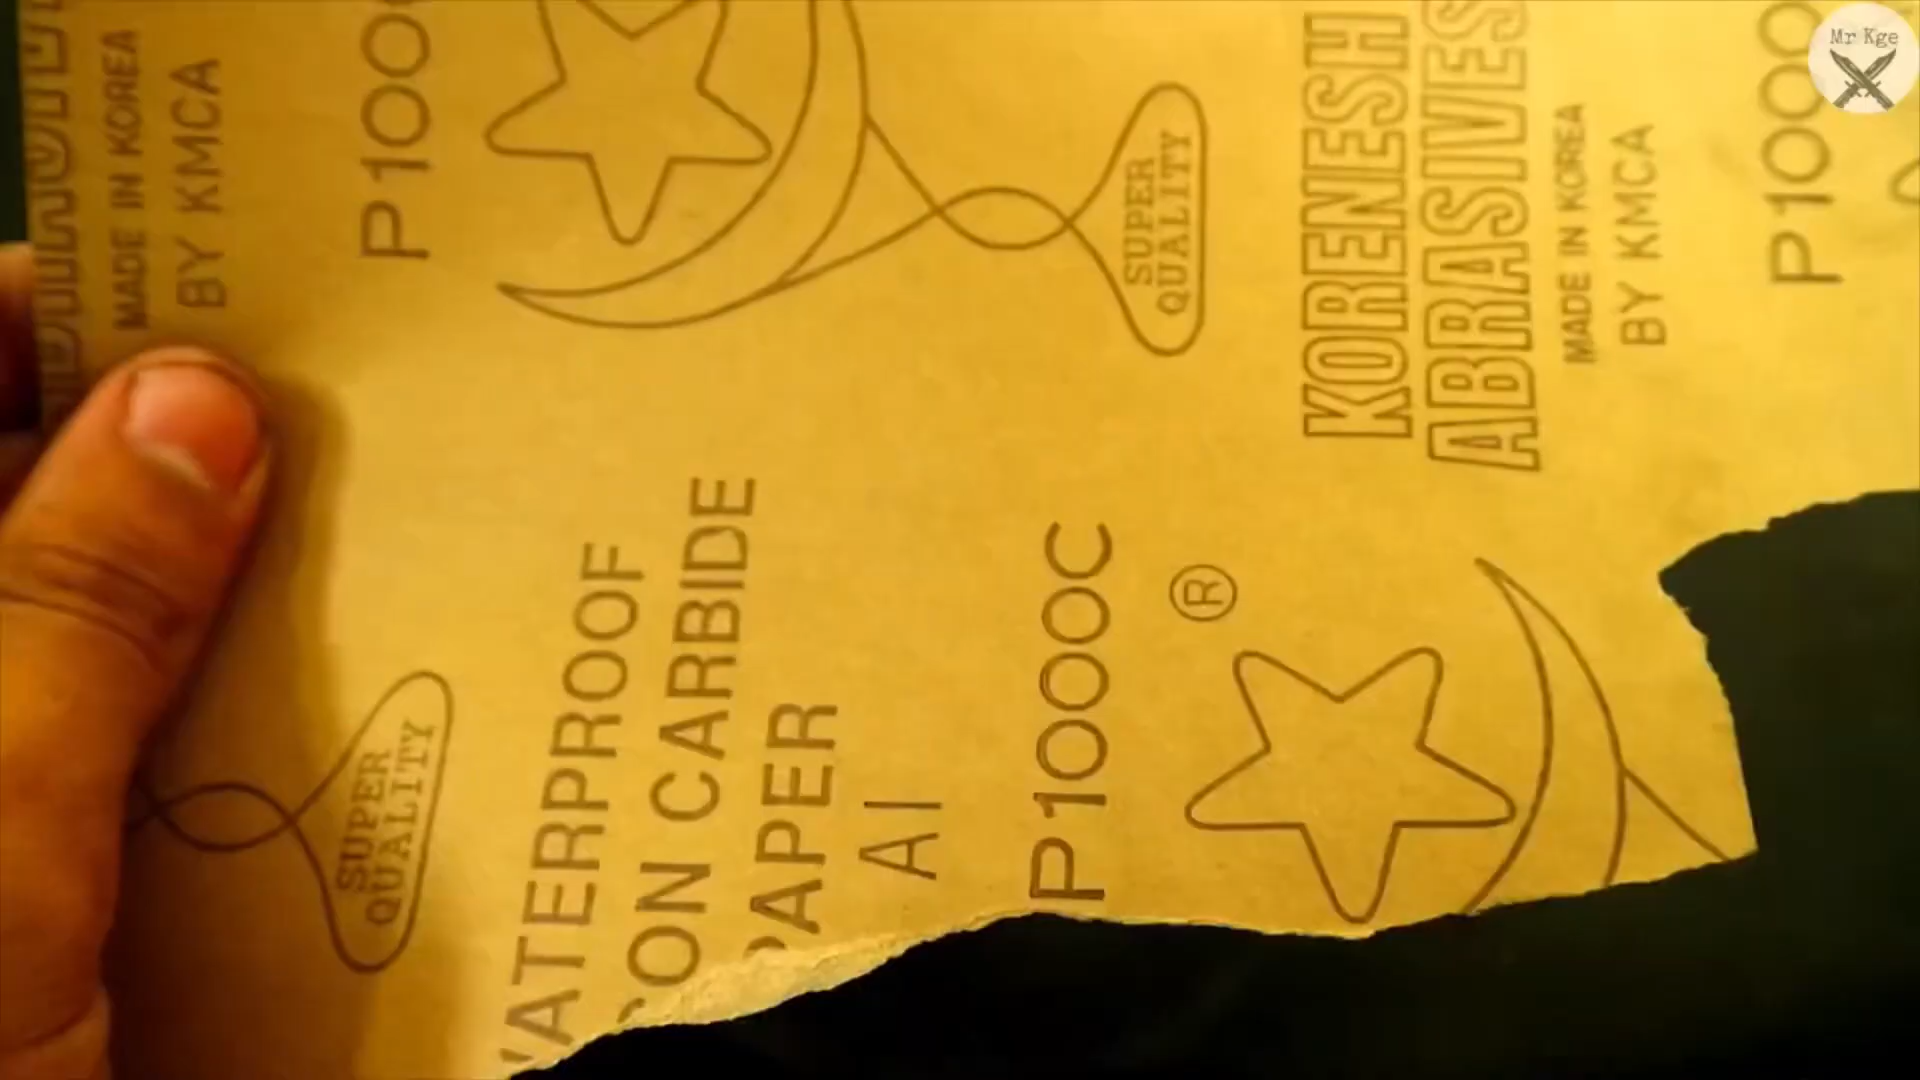 Mr Kge
MADE IN KOREA
BY KMCA
P100
SUPER
QUALITY
KORENESH
ABRASIVES
MADE IN KOREA
BY KMCA
P1000
SUPER
QUALITY
ATERPROOF
CON CARBIDE
PAPER
AI
P1000C
®